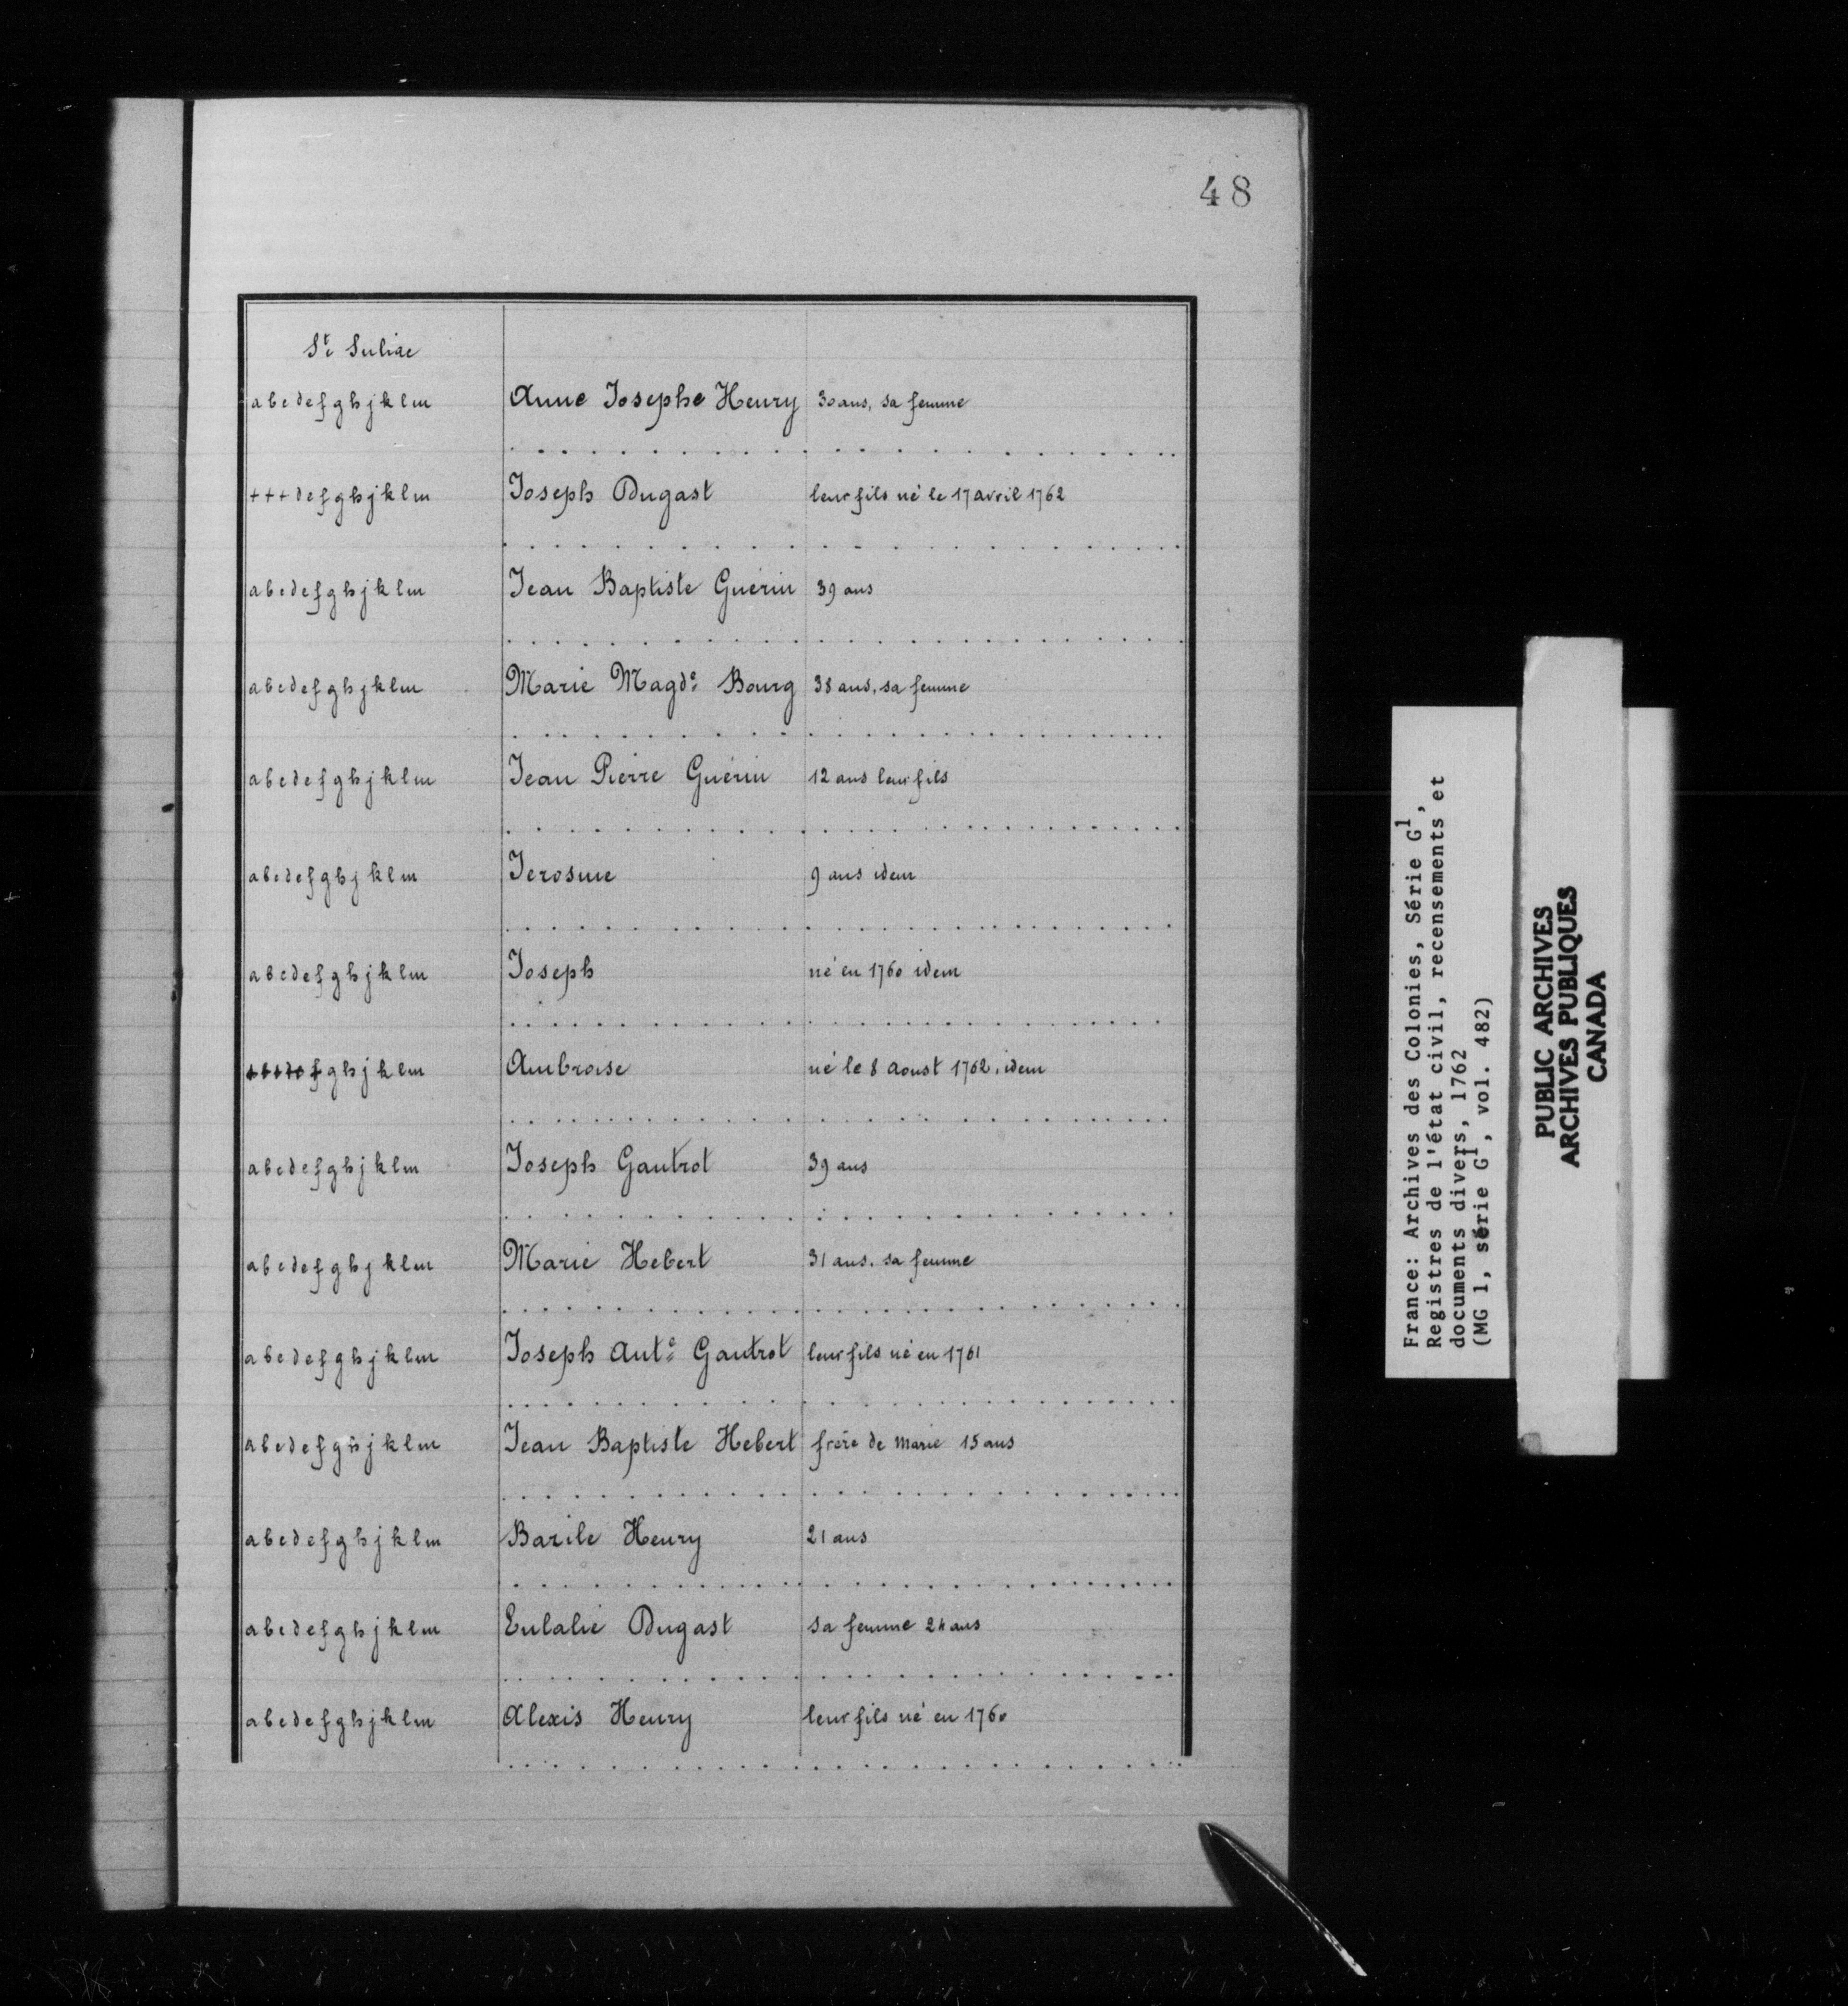 48
St Suliac
abcdefghjklm Anne Josephe Henry 30 ans, sa femme
+++defghjklm Joseph Dugast leur fils né le 17 avril 1762
abcdefghjklm Jean Baptiste Guérin 39 ans
abcdefghjklm Marie Magde Bourg 38 ans, sa femme
abcdefghjklm Jean Pierre Guérin 12 ans leur fils
abcdefghjklm Jerosme 9 ans idem
abcdefghjklm Joseph né en 1760 idem
ghjklm Ambroise né le 8 Aoust 1762, idem
abcdefghjklm Joseph Gautrot 39 ans
abcdefghjklm Marie Hebert 31 ans. sa femme
abcdefghjklm Joseph Ante Gautrot leur fils né en 1761
abcdefghjklm Jean Baptiste Hebert frère de Marie 15 ans
abcdefghjklm Bazile Henry 21 ans
abcdefghjklm Eulalie Dugast sa femme 24 ans
abcdefghjklm Alexis Henry leur fils né en 1760
France: Archives des Colonies, Série G1,
Registres de l'état civil, recensements et
documents divers, 1762
(MG 1, série G1, vol. 482)
PUBLIC ARCHIVES
ARCHIVES PUBLIQUES
CANADA